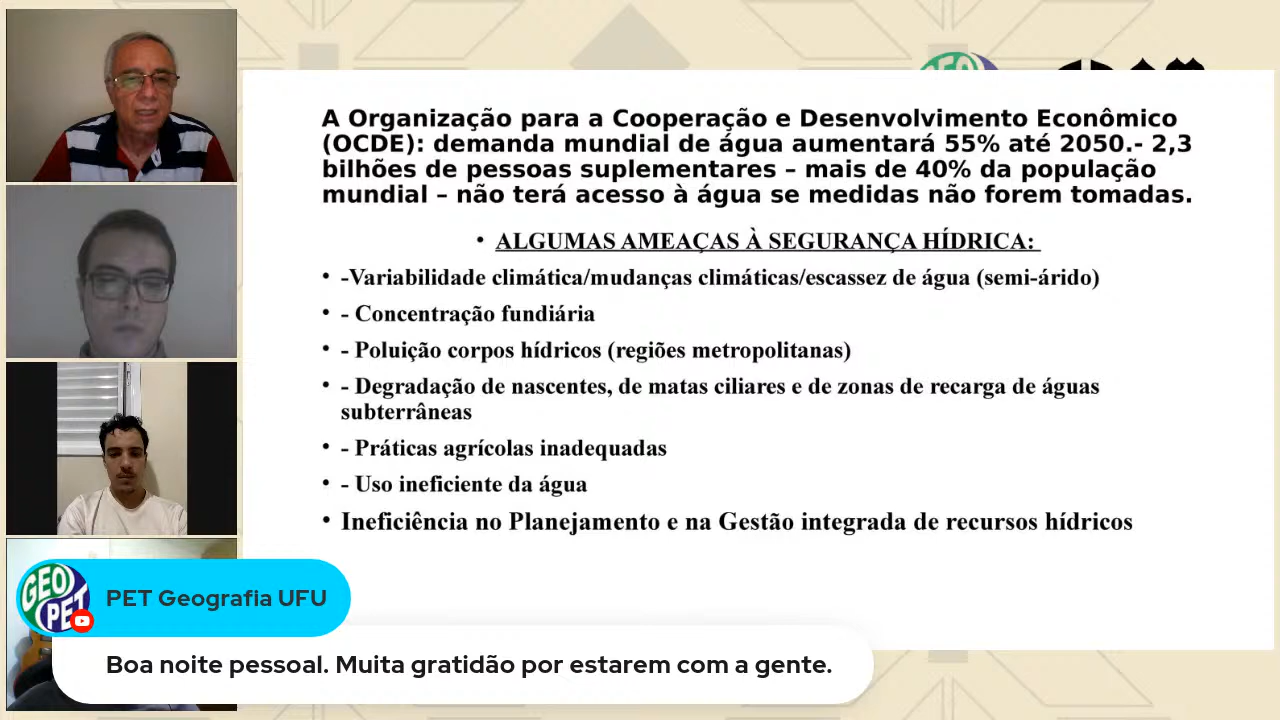 A Organização para a Cooperação e Desenvolvimento Econômico
(OCDE): demanda mundial de água aumentará 55% até 2050.- 2,3
bilhões de pessoas suplementares – mais de 40% da população
mundial – não terá acesso à água se medidas não forem tomadas.
• ALGUMAS AMEAÇAS À SEGURANÇA HÍDRICA:
• -Variabilidade climática/mudanças climáticas/escassez de água (semi-árido)
• - Concentração fundiária
• - Poluição corpos hídricos (regiões metropolitanas)
• - Degradação de nascentes, de matas ciliares e de zonas de recarga de águas
subterrâneas
• - Práticas agrícolas inadequadas
• - Uso ineficiente da água
• Ineficiência no Planejamento e na Gestão integrada de recursos hídricos
GEO
PET
PET Geografia UFU
Boa noite pessoal. Muita gratidão por estarem com a gente.